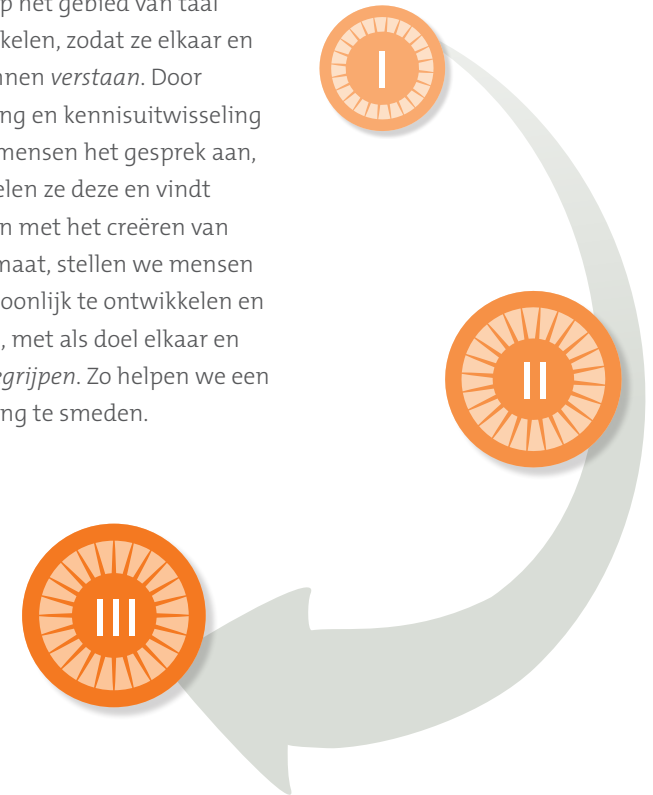 p het gebied van taal
kelen, zodat ze elkaar en
nnen verstaan. Door
ng en kennisuitwisseling
mensen het gesprek aan,
elen ze deze en vindt
n met het creëren van
maat, stellen we mensen
oonlijk te ontwikkelen en
, met als doel elkaar en
egrijpen. Zo helpen we een
ng te smeden.
I
II
III